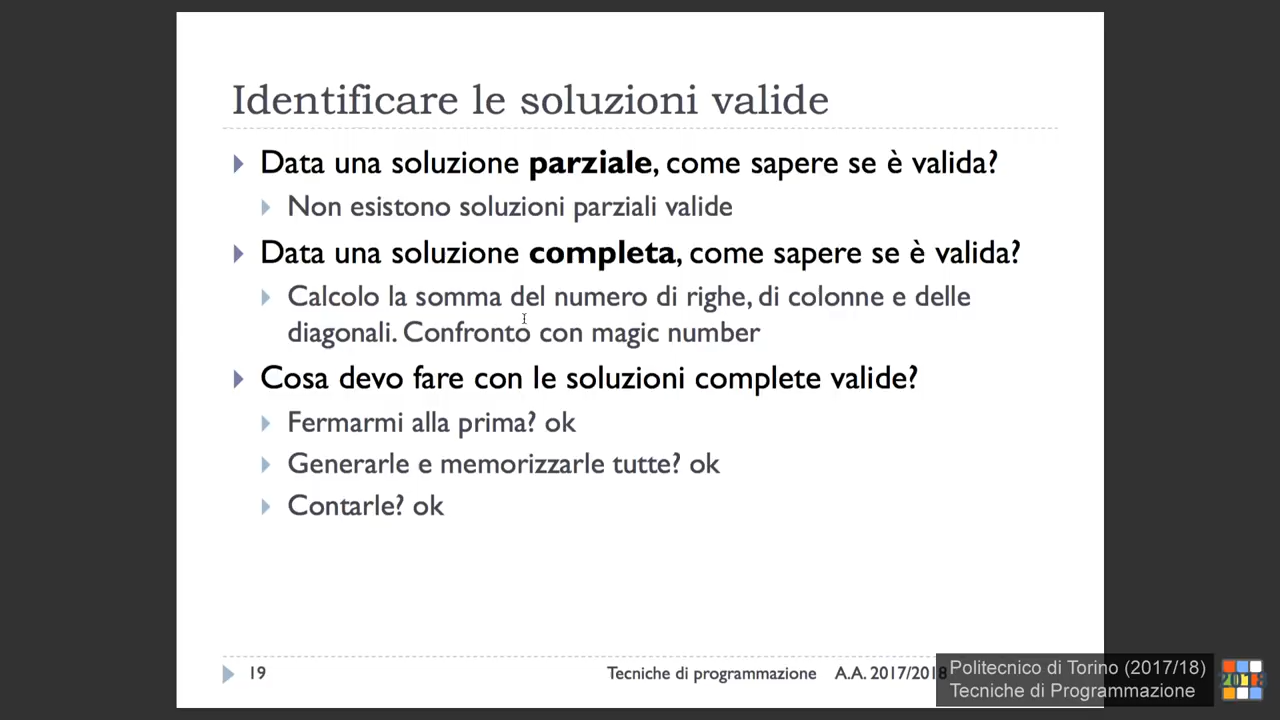 Identificare le soluzioni valide
Data una soluzione parziale, come sapere se è valida?
Non esistono soluzioni parziali valide
Data una soluzione completa, come sapere se è valida?
Calcolo la somma del numero di righe, di colonne e delle
diagonali. Confronto con magic number
Cosa devo fare con le soluzioni complete valide?
Fermarmi alla prima? ok
Generarle e memorizzarle tutte? ok
Contarle? ok
19
Tecniche di programmazione A.A. 2017/2018
Politecnico di Torino (2017/18)
Tecniche di Programmazione
2018